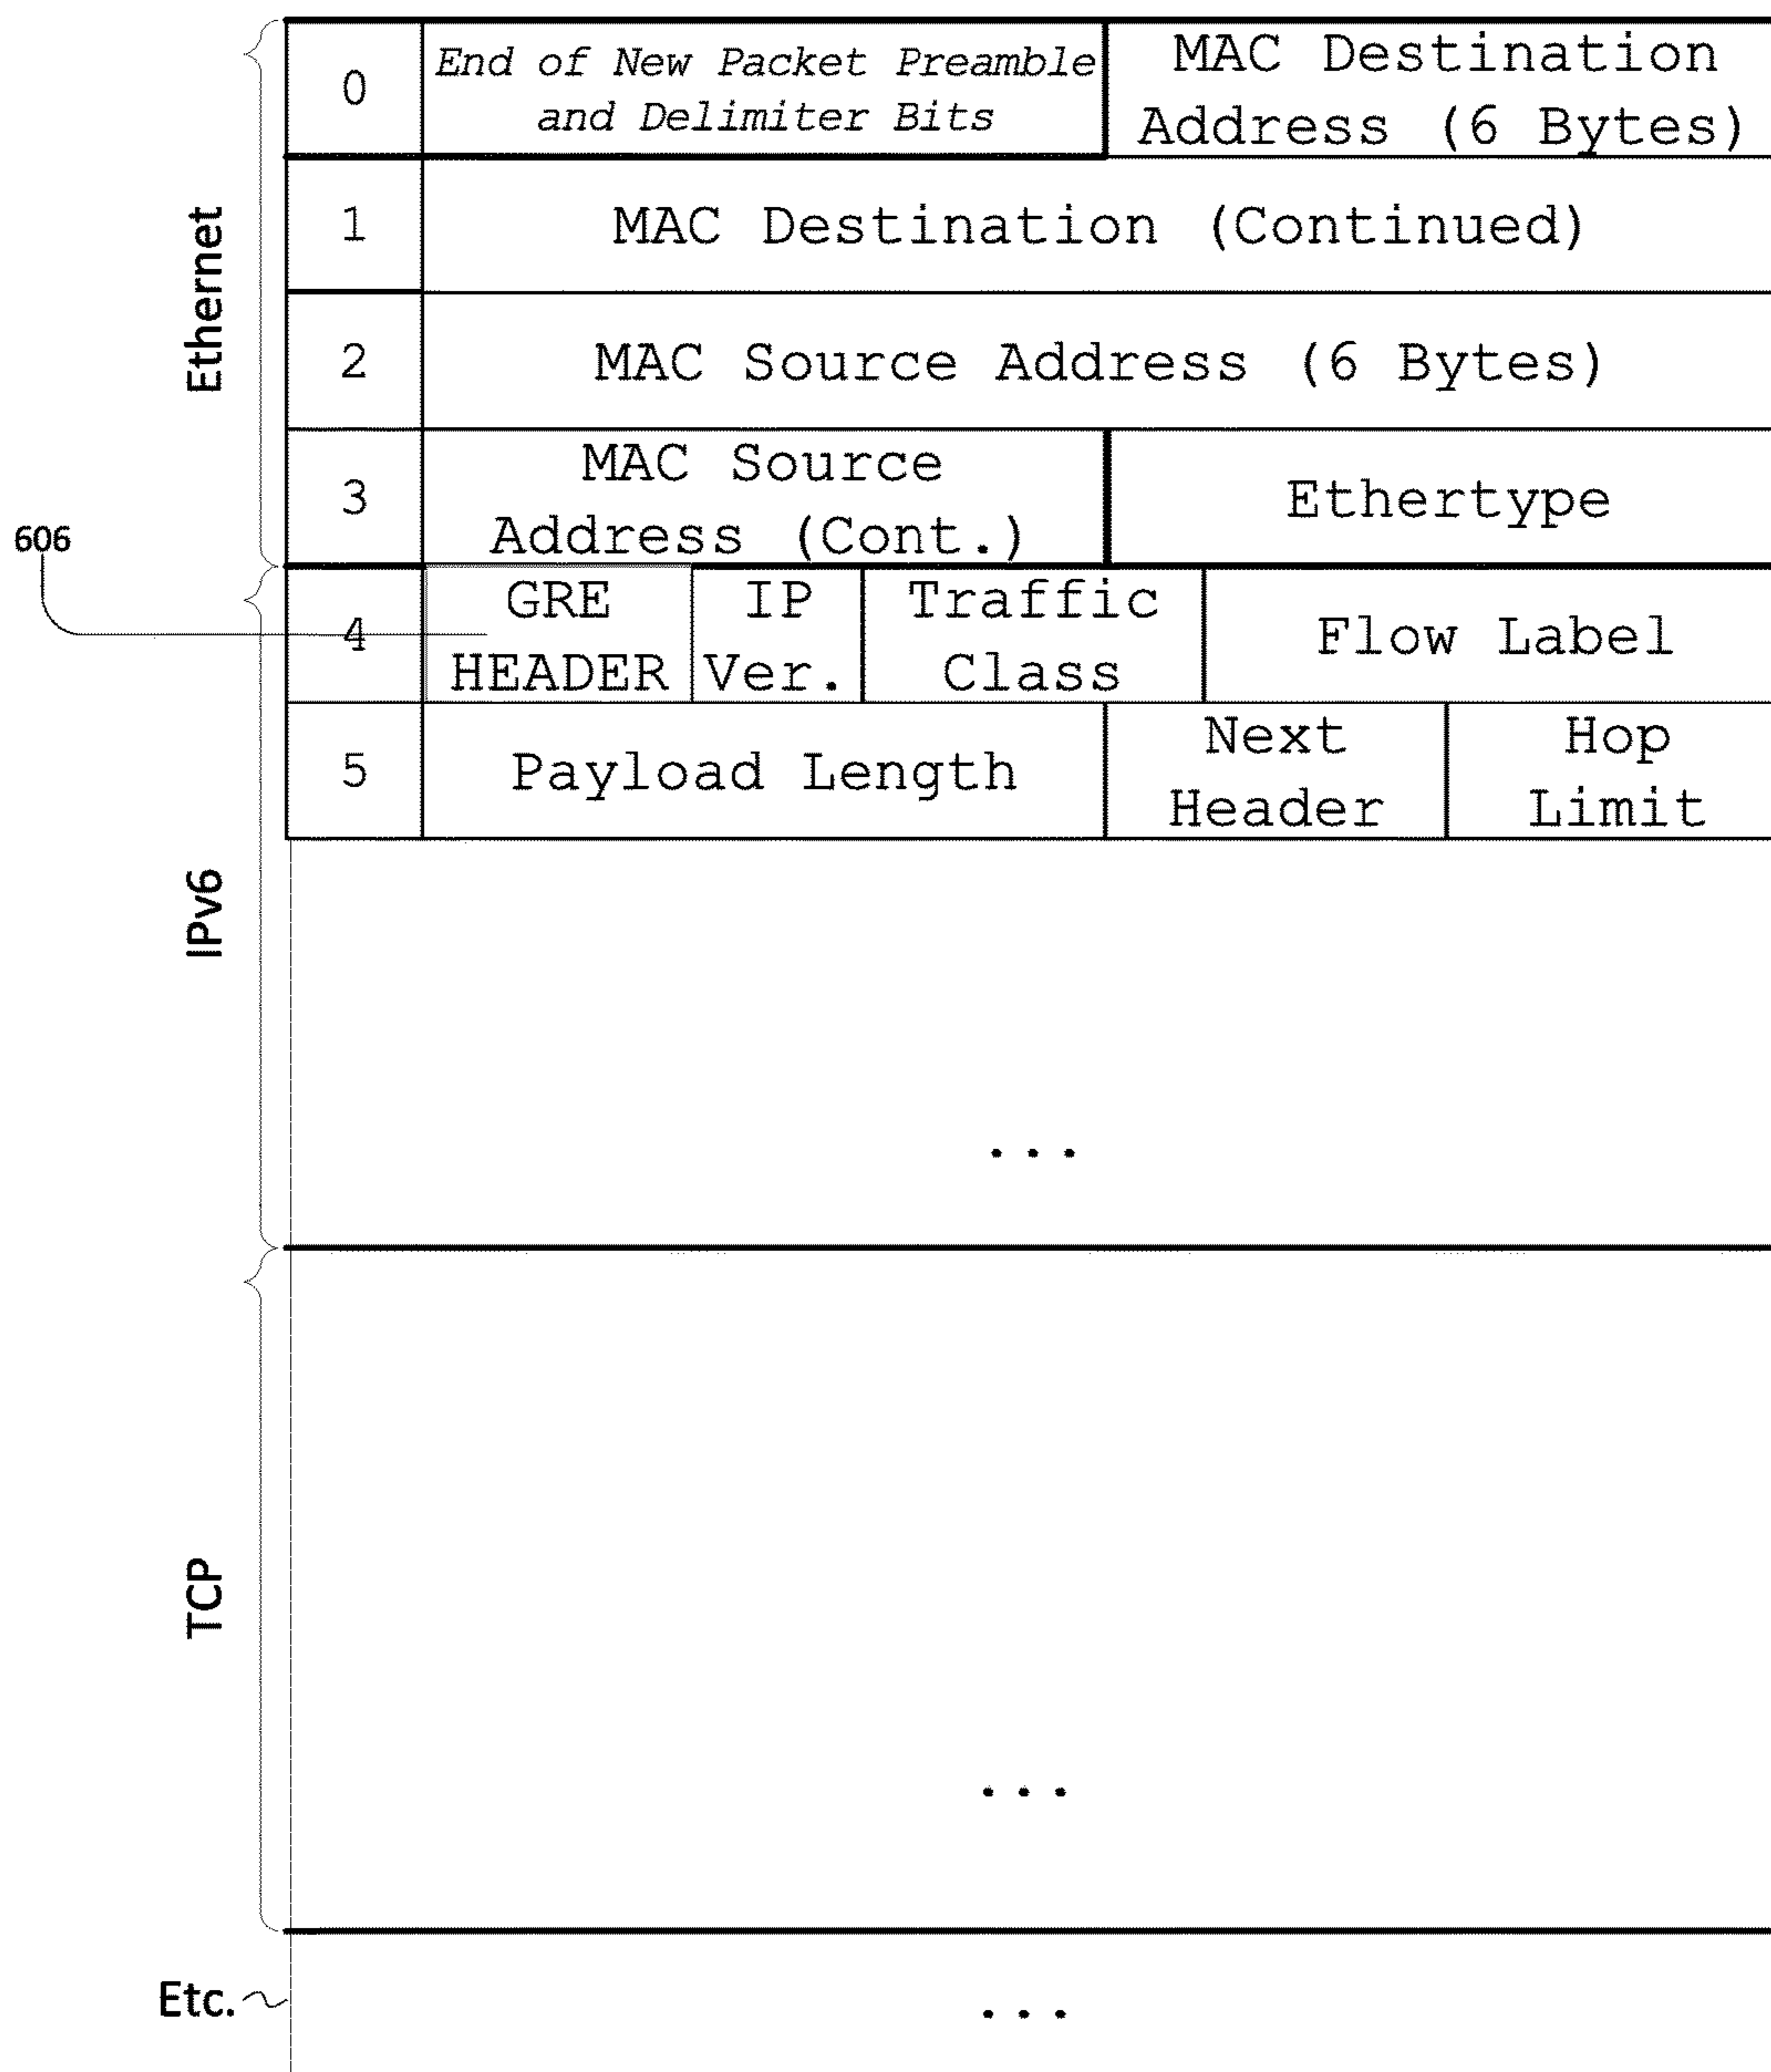 Ethernet
0
End of New Packet Preamble
and Delimiter Bits
MAC Destination
Address (6 Bytes)
1
MAC Destination (Continued)
2
MAC Source Address (6 Bytes)
3
MAC Source
Address (Cont.)
Ethertype
606
IPv6
4
GRE
HEADER
IP
Ver.
Traffic
Class
Flow Label
5
Payload Length
Next
Header
Hop
Limit
...
TCP
...
Etc.
...